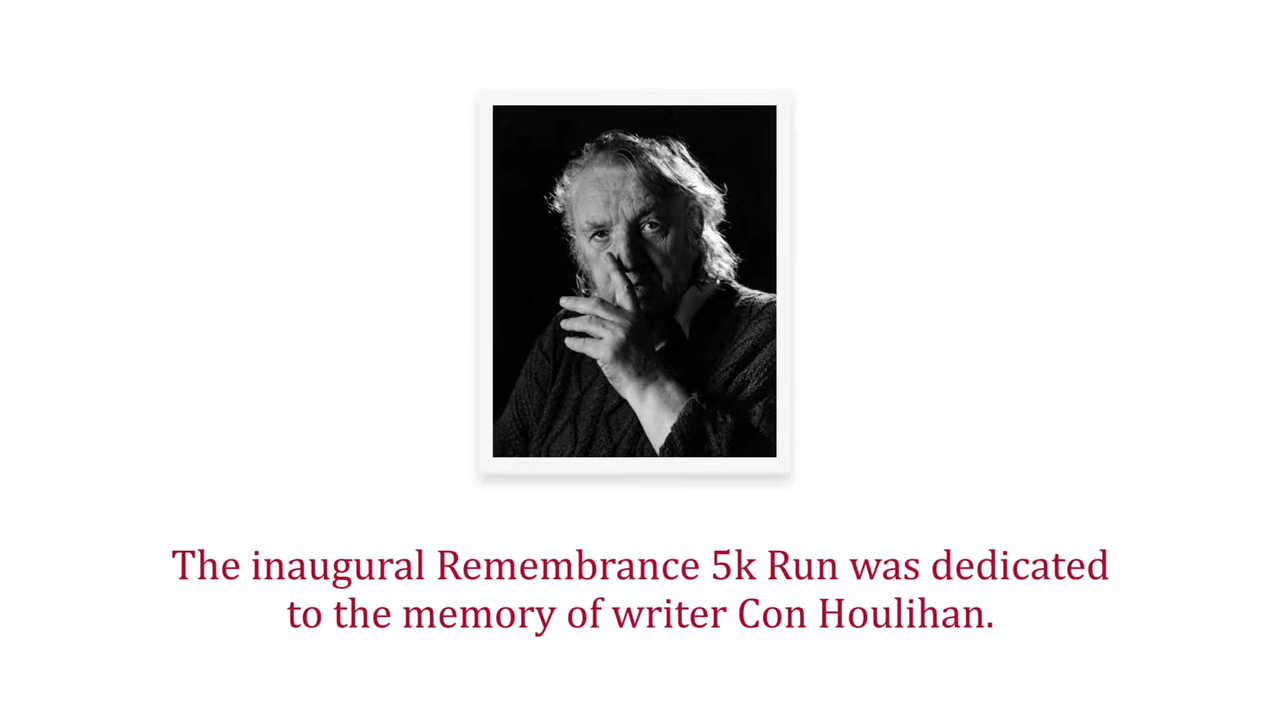 The inaugural Remembrance 5k Run was dedicated
to the memory of writer Con Houlihan.